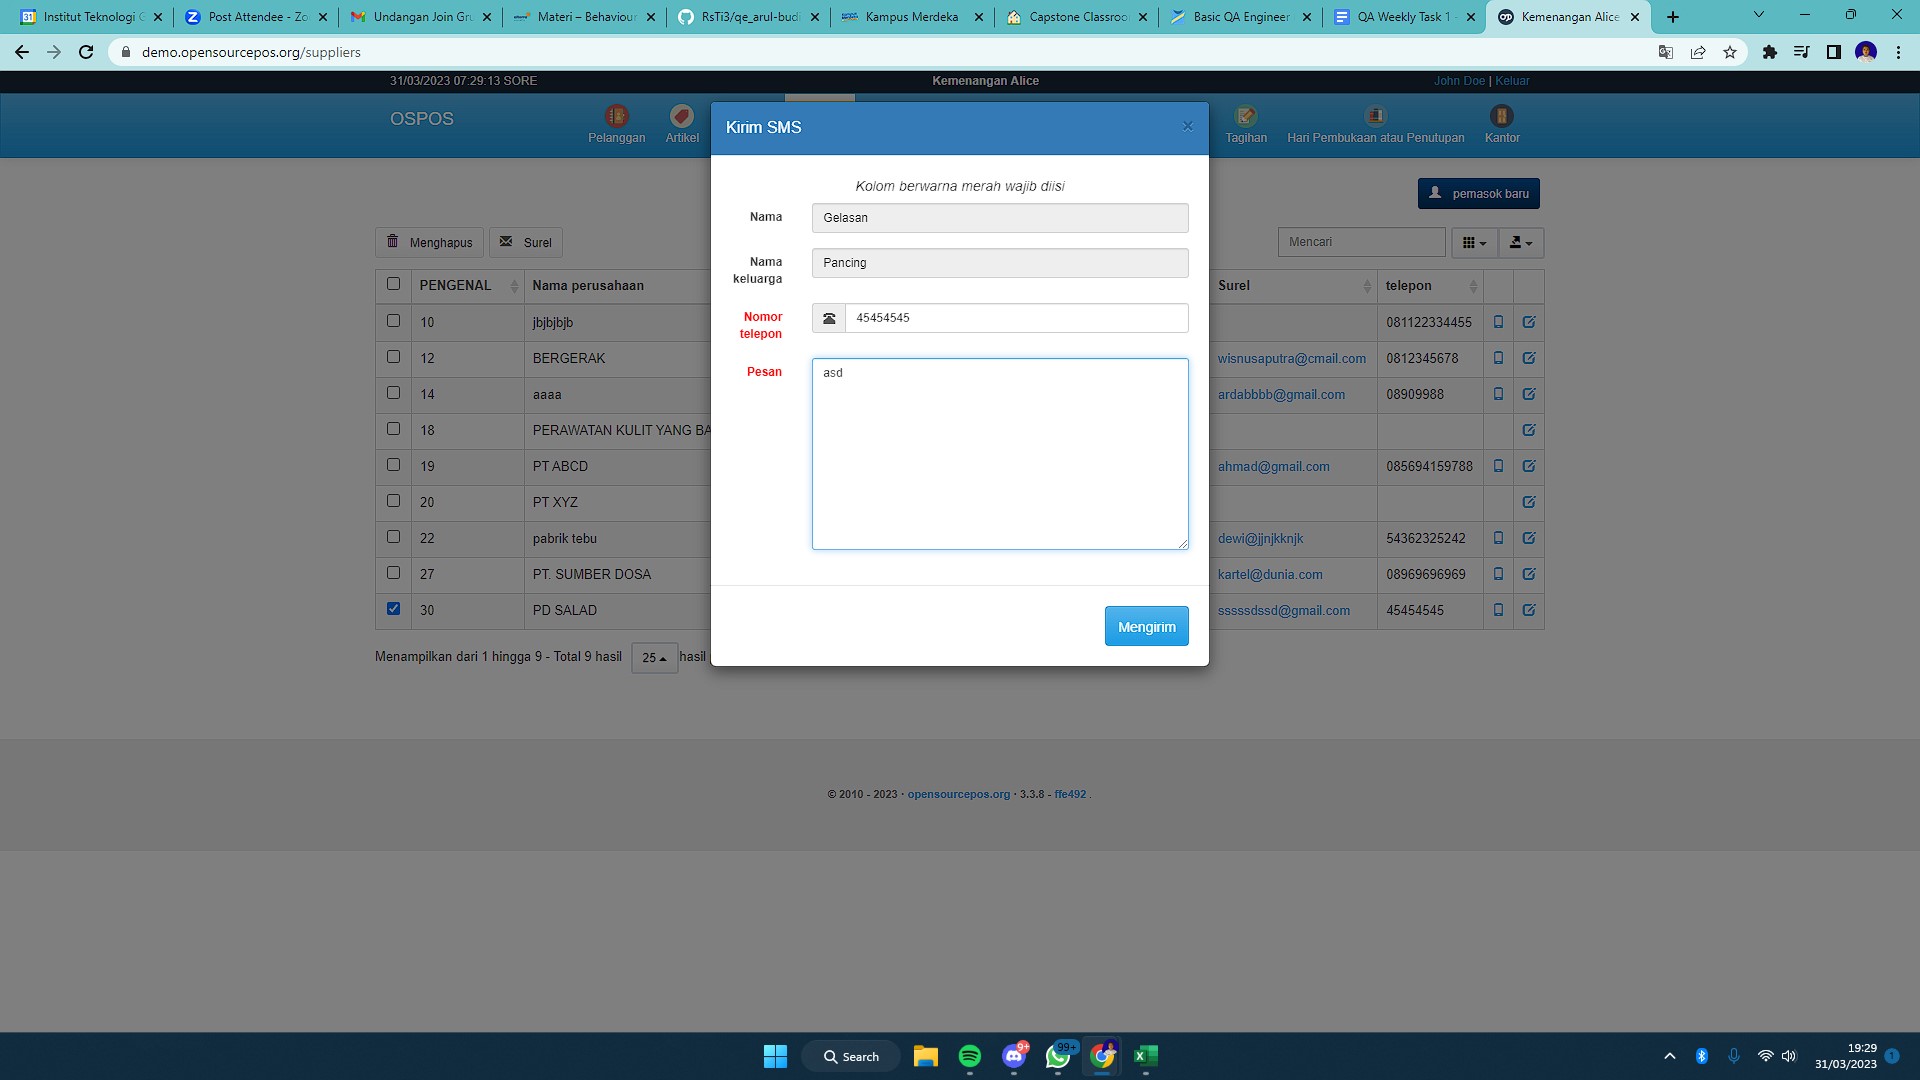 Institut Teknologi G
Post Attendee - Zo
Undangan Join Gru
Materi – Behaviour
RsTi3/qe_arul-budi
Kampus Merdeka
Capstone Classroo
Basic QA Engineer
QA Weekly Task 1 -
Kemenangan Alice
demo.opensourcepos.org/suppliers
31/03/2023 07:29:13 SORE
Kemenangan Alice
John Doe | Keluar
OSPOS
Pelanggan
Artikel
Tagihan
Hari Pembukaan atau Penutupan
Kantor
Kirim SMS
×
Kolom berwarna merah wajib diisi
Nama
Gelasan
Nama keluarga
Pancing
Nomor telepon
45454545
Pesan
asd
Mengirim
pemasok baru
Menghapus
Surel
Mencari
PENGENAL Nama perusahaan Surel telepon
10 jbjbjbjb 081122334455
12 BERGERAK wisnusaputra@cmail.com 0812345678
14 aaaa ardabbbb@gmail.com 08909988
18 PERAWATAN KULIT YANG BA
19 PT ABCD ahmad@gmail.com 085694159788
20 PT XYZ
22 pabrik tebu dewi@jjnjkknjk 54362325242
27 PT. SUMBER DOSA kartel@dunia.com 08969696969
30 PD SALAD sssssdssd@gmail.com 45454545
Menampilkan dari 1 hingga 9 - Total 9 hasil 25 hasil
© 2010 - 2023 · opensourcepos.org · 3.3.8 - ffe492 .
Search
9+
99+
19:29
31/03/2023
1